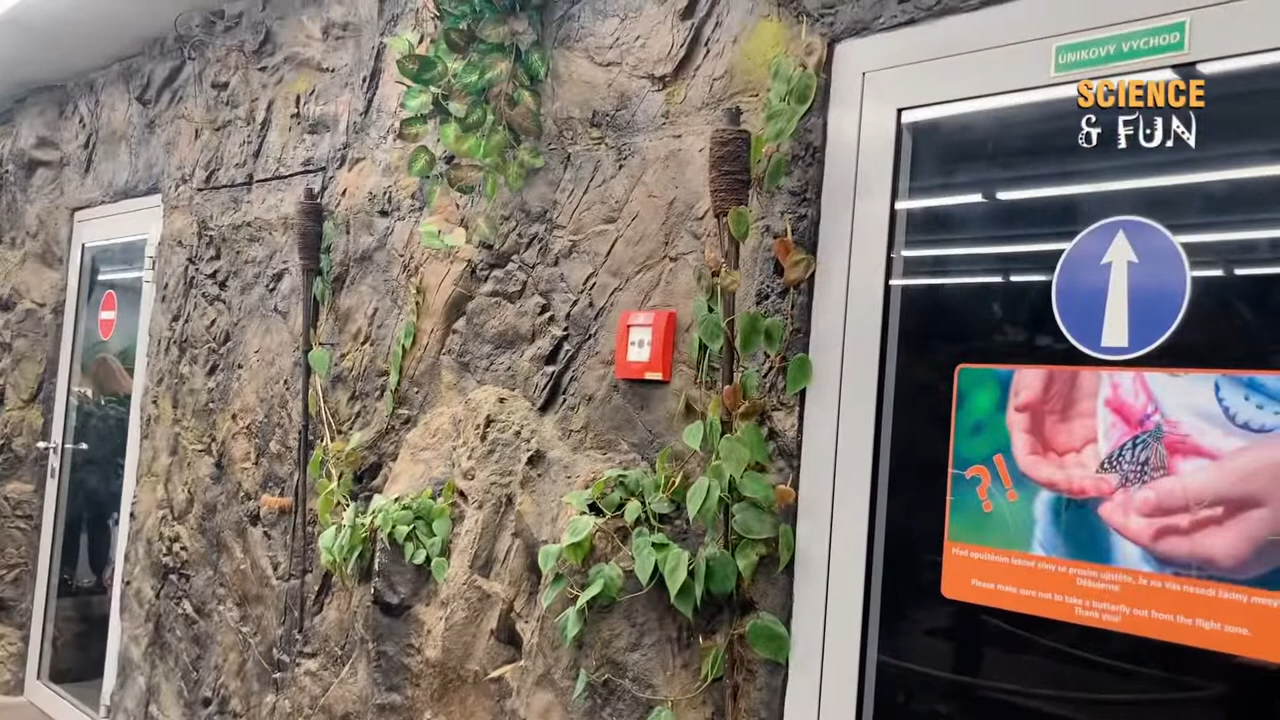 ÚNIKOVÝ VÝCHOD
SCIENCE
& FUN
?!
Před opuštěním letové zóny se prosím ujistěte, že na Vás nesedí žádný
Děkujeme
Please make sure not to take a butterfly out from the flight zone.
Thank you!